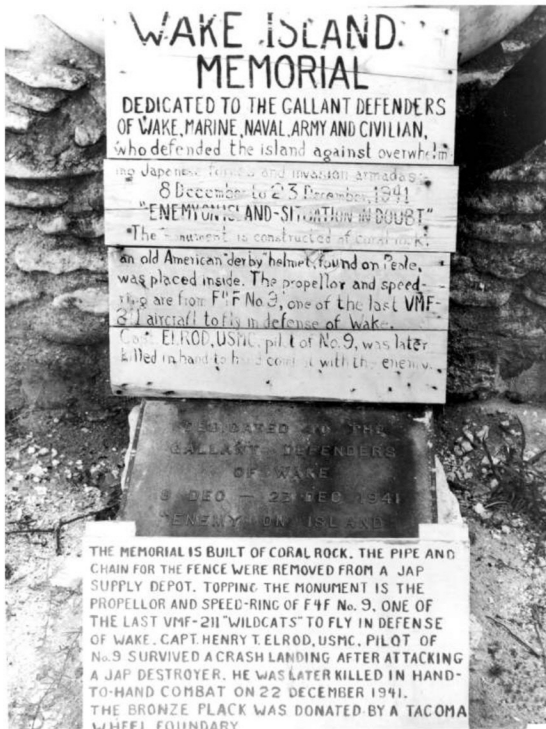 WAKE ISLAND
MEMORIAL
DEDICATED TO THE GALLANT DEFENDERS
OF WAKE, MARINE, NAVAL, ARMY AND CIVILIAN,
who defended the island against overwhelm-
ing Japanese forces and invasion armadas
8 December to 23 December, 1941
"ENEMY ON ISLAND-SITUATION IN DOUBT"
The monument is constructed of coral rock,
an old American "derby" helmet, found on Peale,
was placed inside. The propellor and speed-
ring are from F4F No. 9, one of the last VMF-
211 aircraft to fly in defense of Wake.
Capt. ELROD, USMC, pilot of No. 9, was later
killed in hand to hand combat with the enemy.
DEDICATED TO THE
GALLANT DEFENDERS
OF WAKE
8 DEC — 23 DEC 1941
"ENEMY ON ISLAND
THE MEMORIAL IS BUILT OF CORAL ROCK. THE PIPE AND
CHAIN FOR THE FENCE WERE REMOVED FROM A JAP
SUPPLY DEPOT. TOPPING THE MONUMENT IS THE
PROPELLOR AND SPEED-RING OF F4F No. 9, ONE OF
THE LAST VMF-211 "WILDCATS" TO FLY IN DEFENSE
OF WAKE. CAPT. HENRY T. ELROD, USMC, PILOT OF
No. 9 SURVIVED A CRASH LANDING AFTER ATTACKING
A JAP DESTROYER. HE WAS LATER KILLED IN HAND-
TO-HAND COMBAT ON 22 DECEMBER 1941.
THE BRONZE PLACK WAS DONATED BY A TACOMA
WHEEL FOUNDARY